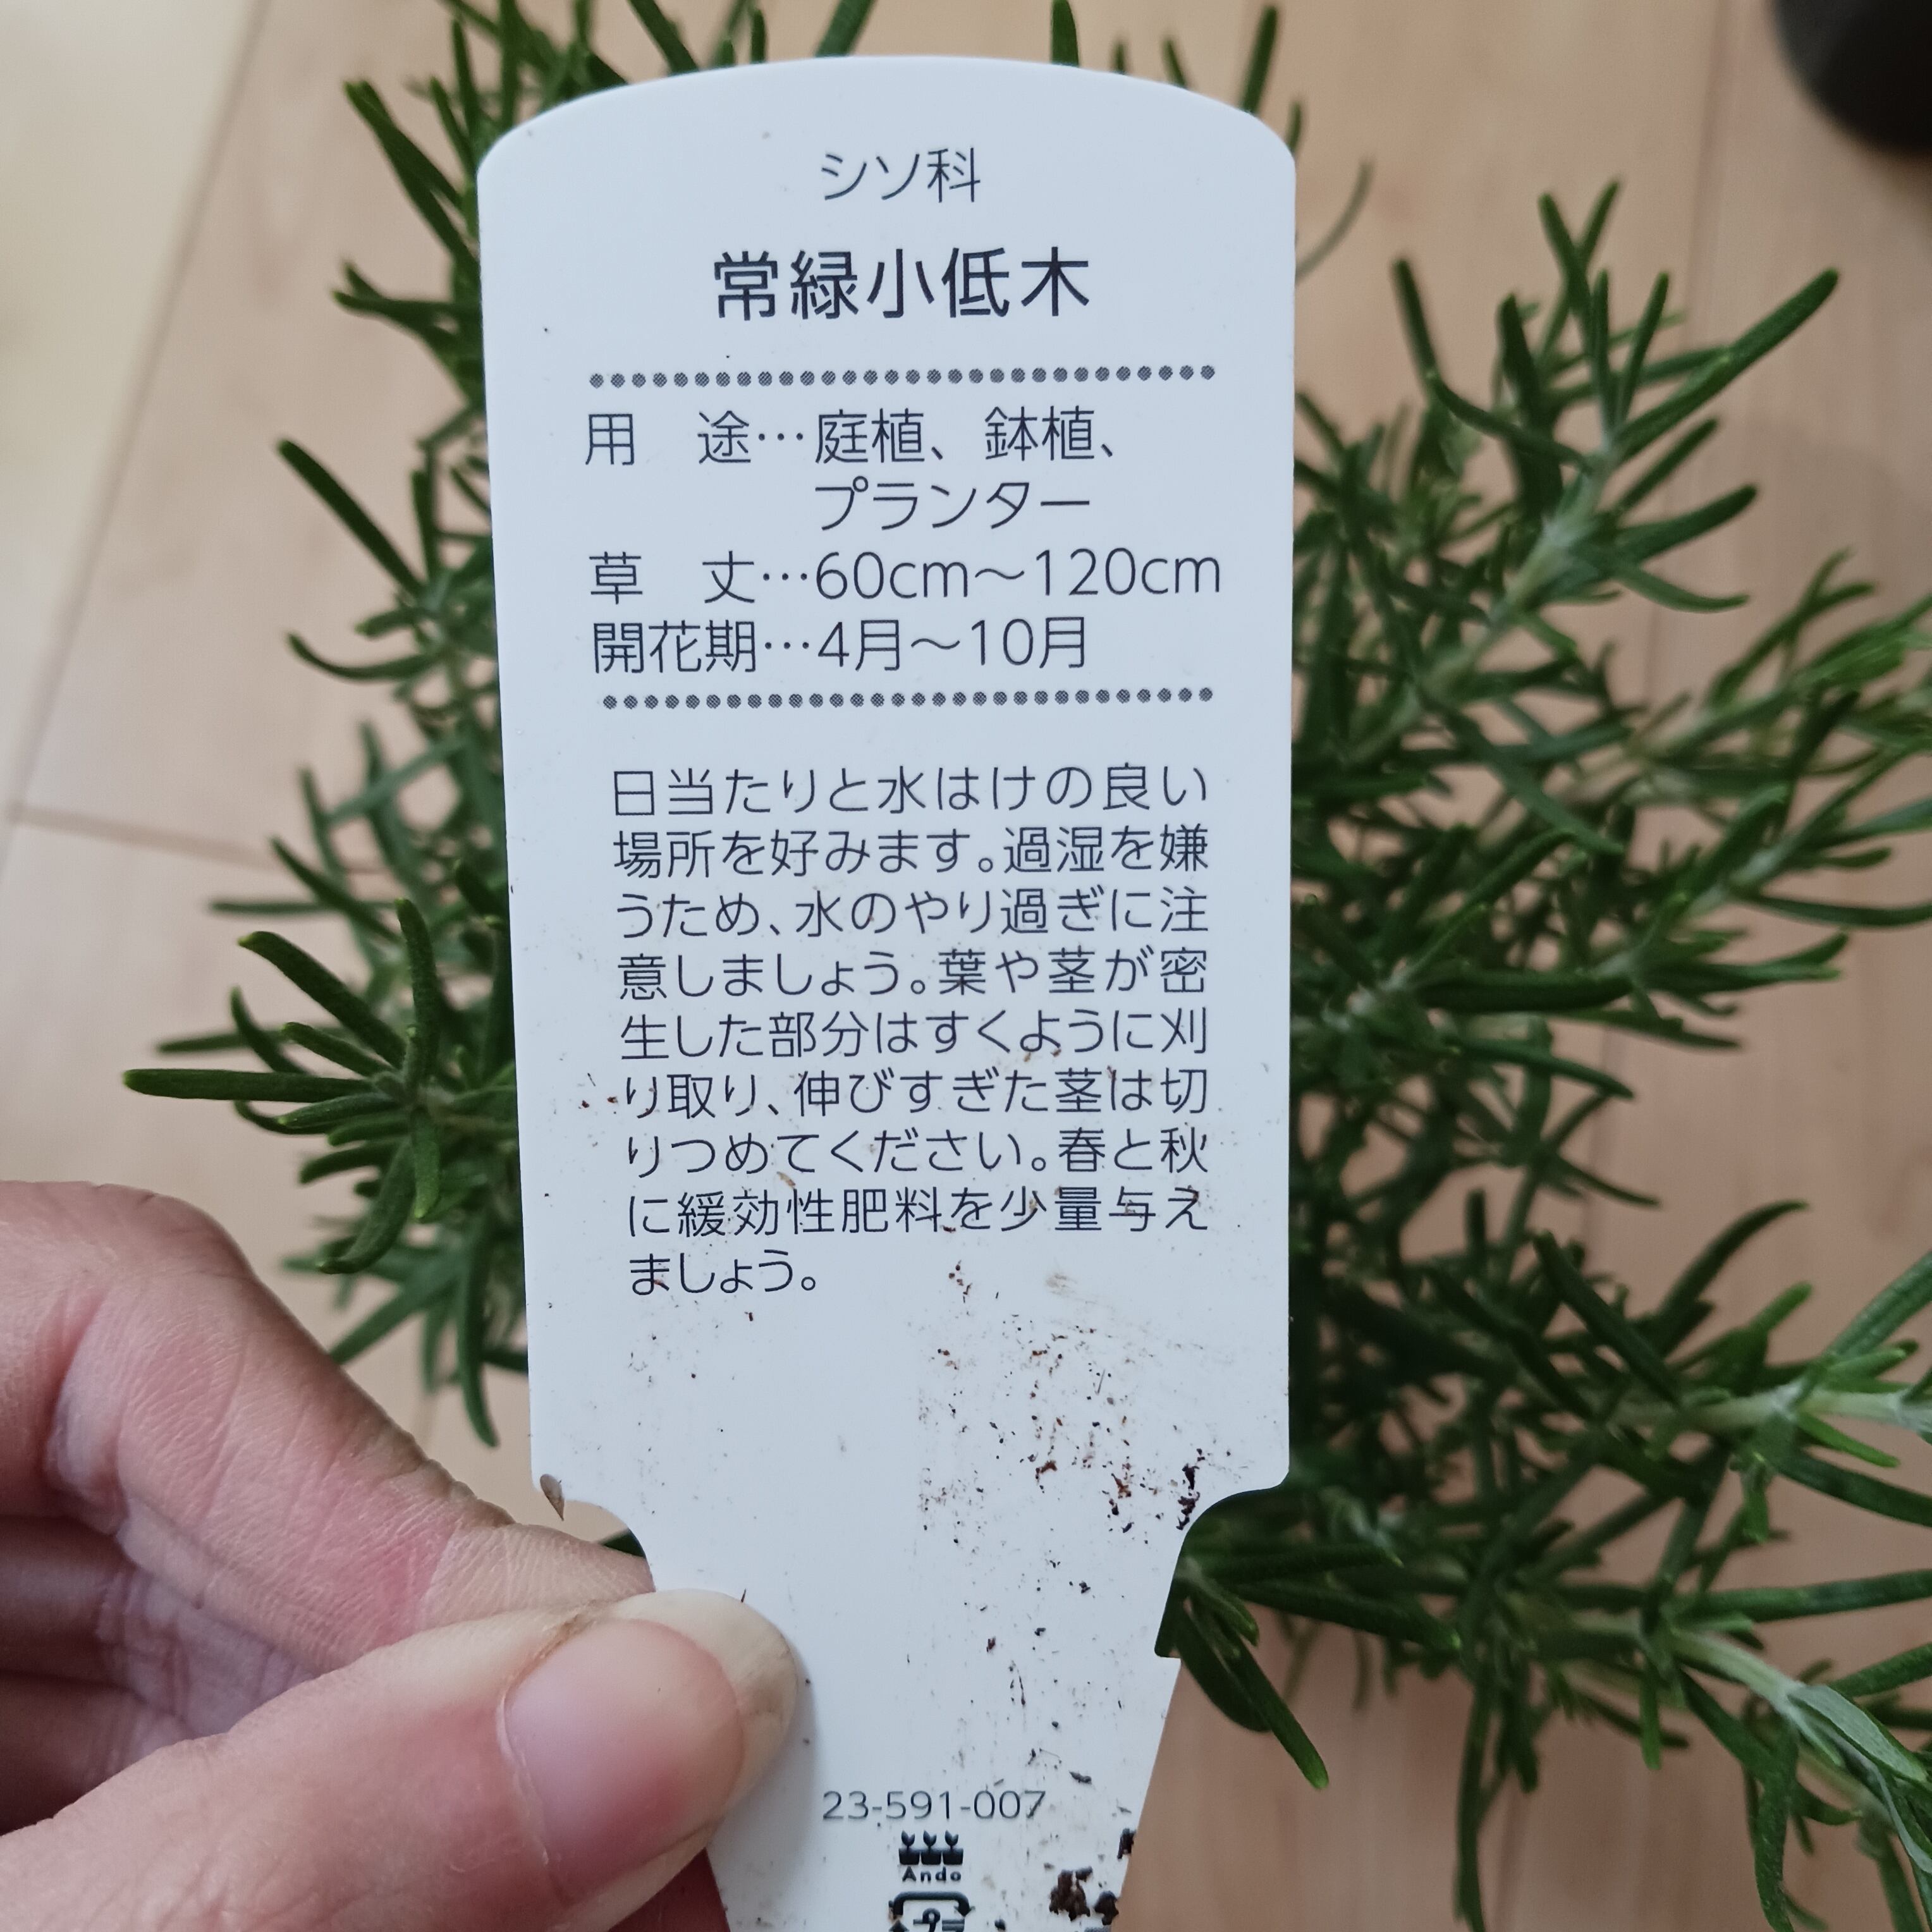 シソ科
常緑小低木
用　途…庭植、鉢植、
プランター
草　丈…60cm〜120cm
開花期…4月〜10月
日当たりと水はけの良い
場所を好みます。過湿を嫌
うため、水のやり過ぎに注
意しましょう。葉や茎が密
生した部分はすくように刈
り取り、伸びすぎた茎は切
りつめてください。春と秋
に緩効性肥料を少量与え
ましょう。
23-591-007
Ando
プラ